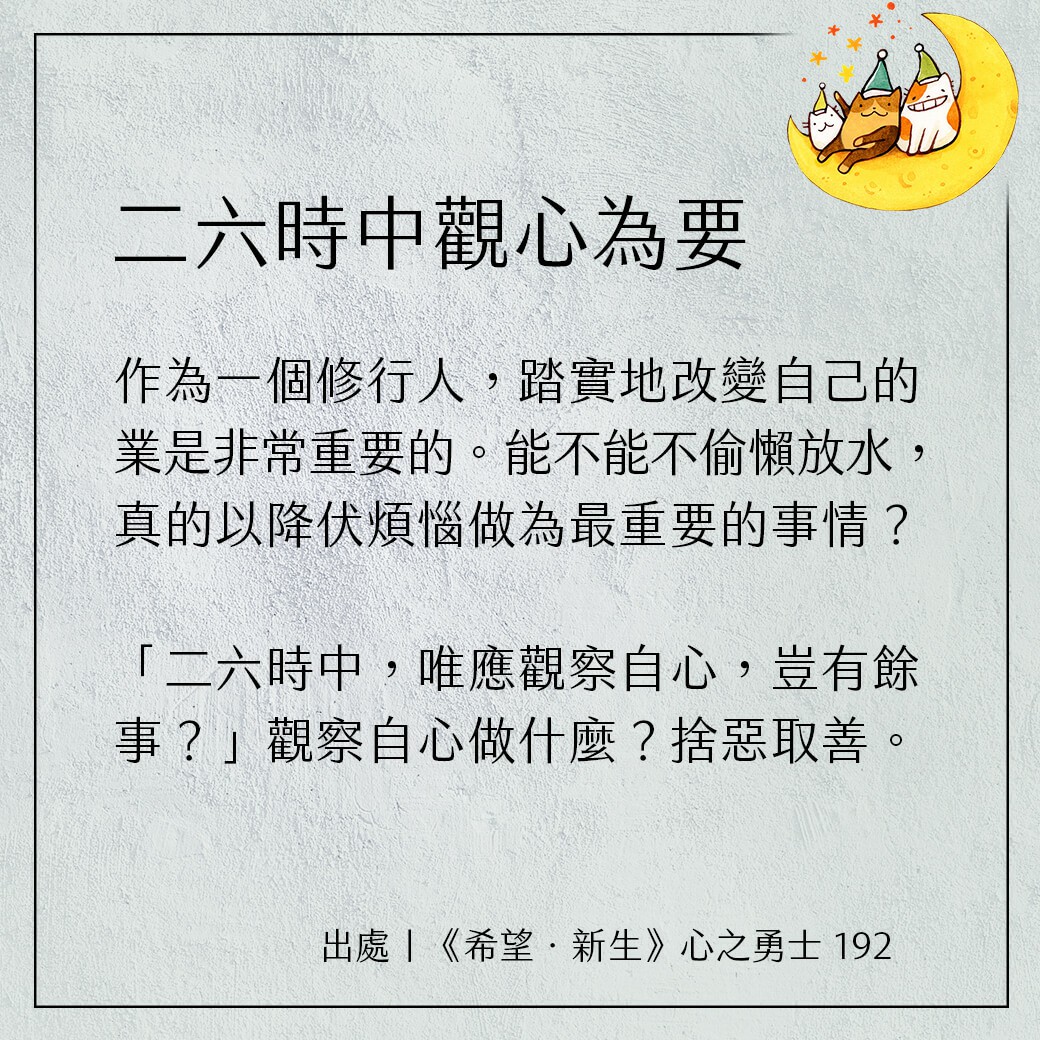 二六時中觀心為要
作為一個修行人，踏實地改變自己的
業是非常重要的。能不能不偷懶放水，
真的以降伏煩惱做為最重要的事情？
「二六時中，唯應觀察自心，豈有餘
事？」觀察自心做什麼？捨惡取善。
出處｜《希望．新生》心之勇士 192